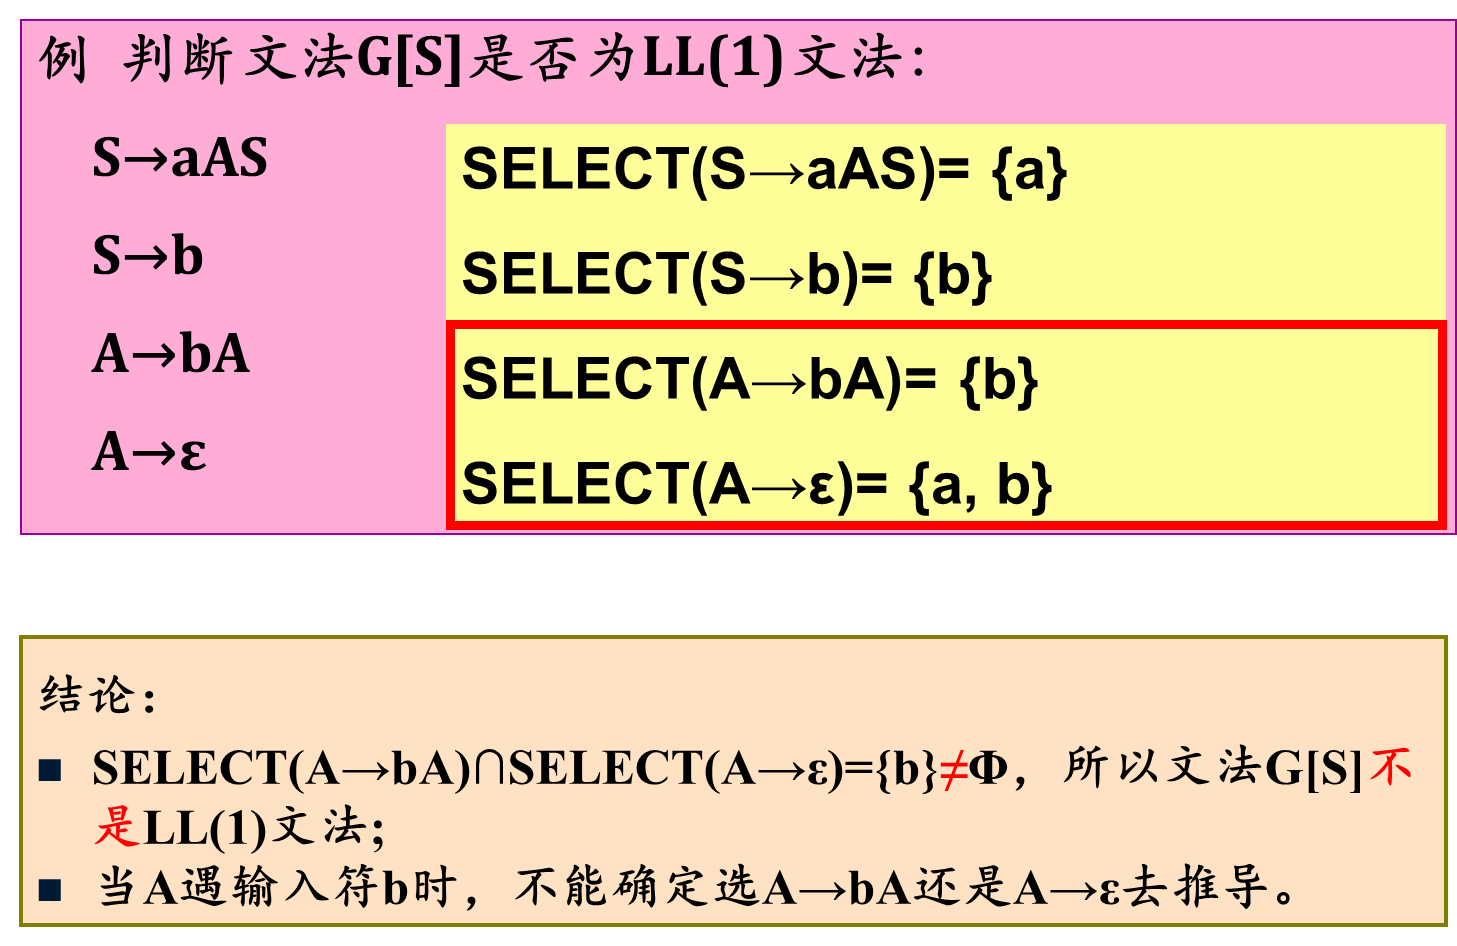 例 判断文法G[S]是否为LL(1)文法:
S→aAS
SELECT(S→aAS)= {a}
S→b
SELECT(S→b)= {b}
A→bA
SELECT(A→bA)= {b}
A→ε
SELECT(A→ε)= {a, b}
结论:
■ SELECT(A→bA)∩SELECT(A→ε)={b}≠Φ，所以文法G[S]不
是LL(1)文法;
■ 当A遇输入符b时，不能确定选A→bA还是A→ε去推导。